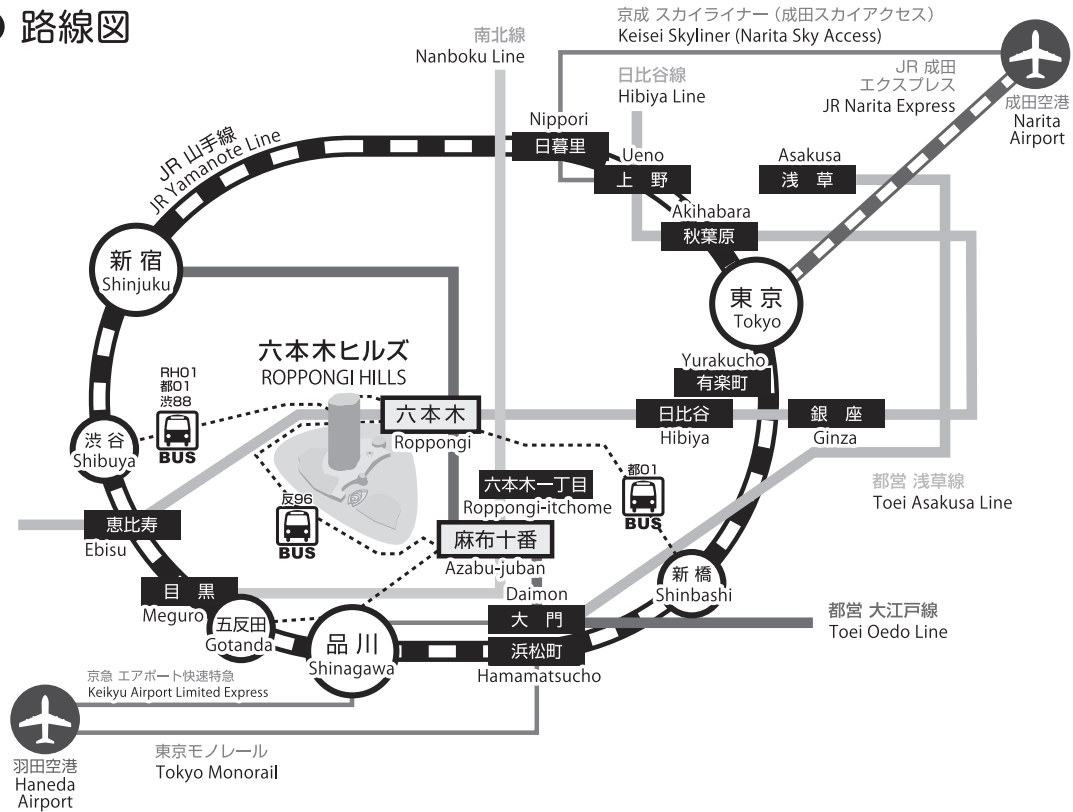 路線図
京成 スカイライナー（成田スカイアクセス）
Keisei Skyliner (Narita Sky Access)
南北線
Nanboku Line
日比谷線
Hibiya Line
JR 成田
エクスプレス
JR Narita Express
成田空港
Narita
Airport
Nippori
日暮里
Ueno
上 野
Asakusa
浅 草
JR 山手線
JR Yamanote Line
Akihabara
秋葉原
新 宿
Shinjuku
東 京
Tokyo
六本木ヒルズ
ROPPONGI HILLS
Yurakucho
有楽町
RH01
都01
渋88
BUS
六本木
Roppongi
日比谷
Hibiya
銀 座
Ginza
渋 谷
Shibuya
六本木一丁目
Roppongi-itchome
都01
BUS
都営 浅草線
Toei Asakusa Line
反96
BUS
恵比寿
Ebisu
麻布十番
Azabu-juban
新 橋
Shinbashi
目 黒
Meguro
Daimon
大 門
都営 大江戸線
Toei Oedo Line
五反田
Gotanda
品 川
Shinagawa
浜松町
Hamamatsucho
京急 エアポート快速特急
Keikyu Airport Limited Express
東京モノレール
Tokyo Monorail
羽田空港
Haneda
Airport